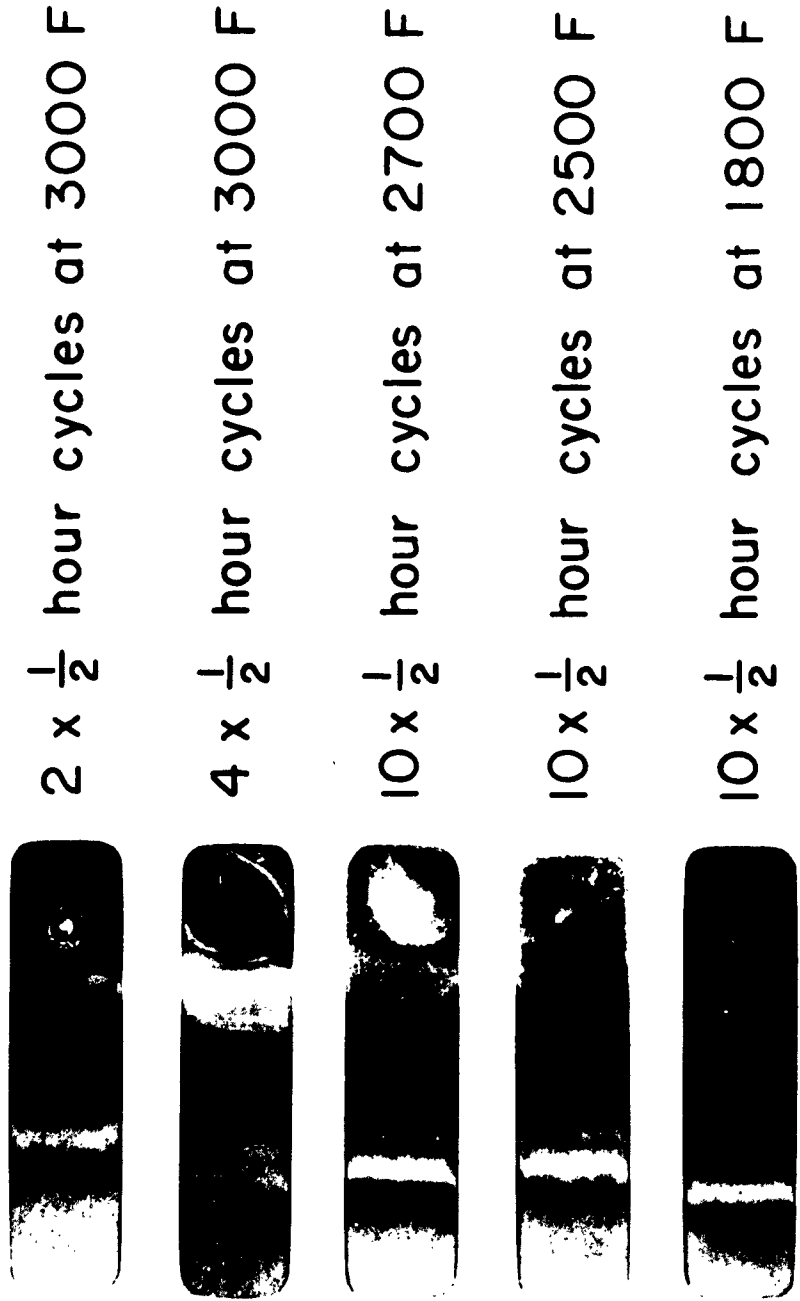 2 x 1/2 hour cycles at 3000 F
4 x 1/2 hour cycles at 3000 F
10 x 1/2 hour cycles at 2700 F
10 x 1/2 hour cycles at 2500 F
10 x 1/2 hour cycles at 1800 F